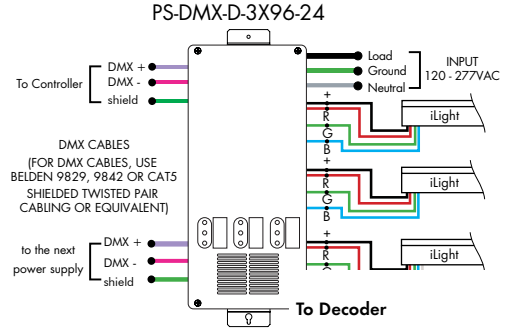 PS-DMX-D-3X96-24
To Controller
DMX +
DMX -
shield
Load
Ground
Neutral
INPUT
120 - 277VAC
+
R
G
B
iLight
DMX CABLES
(FOR DMX CABLES, USE
BELDEN 9829, 9842 OR CAT5
SHIELDED TWISTED PAIR
CABLING OR EQUIVALENT)
+
R
G
B
iLight
to the next
power supply
DMX +
DMX -
shield
+
R
iLight
To Decoder